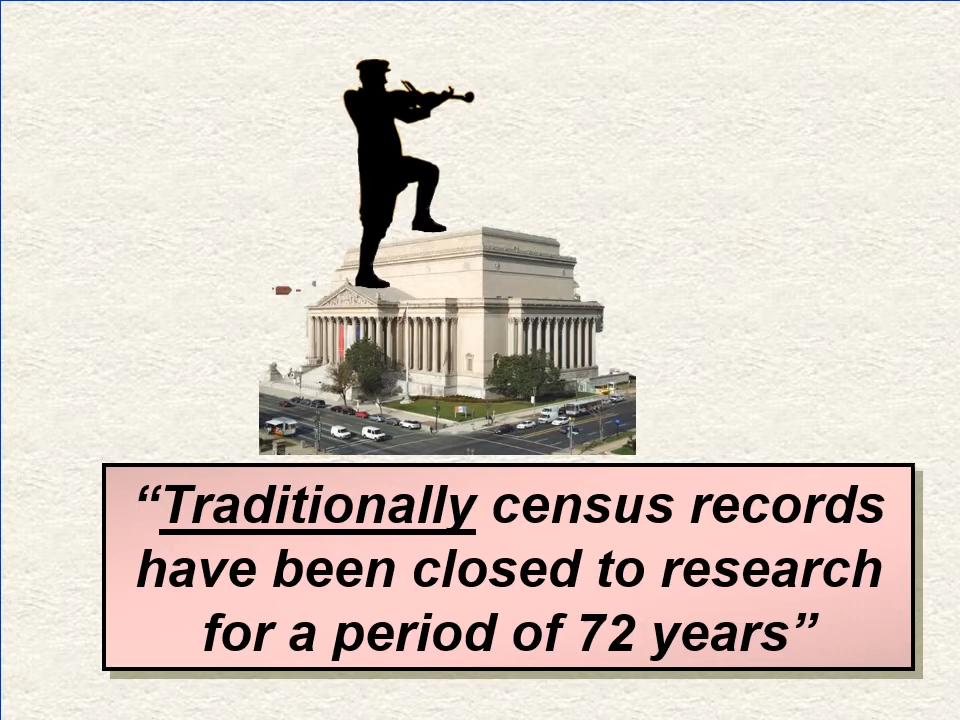 “Traditionally census records
have been closed to research
for a period of 72 years”